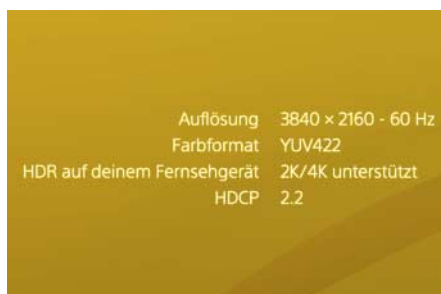 Auflösung 3840 × 2160 - 60 Hz
Farbformat YUV422
HDR auf deinem Fernsehgerät 2K/4K unterstützt
HDCP 2.2